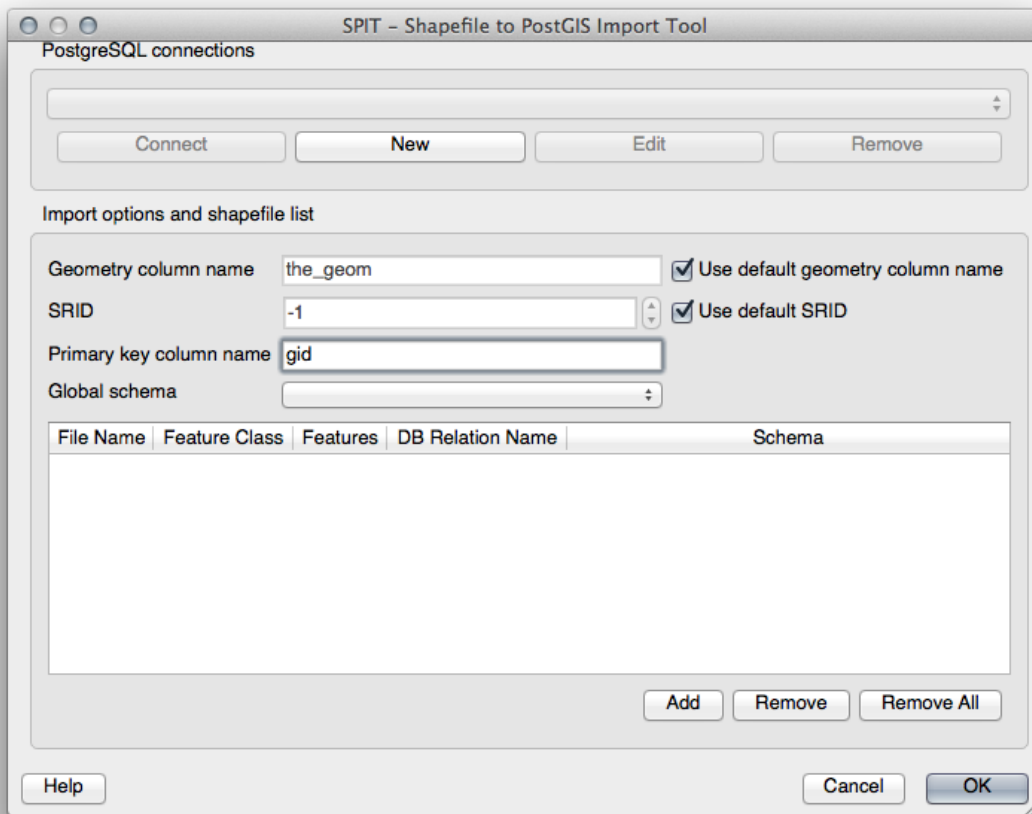 SPIT - Shapefile to PostGIS Import Tool
PostgreSQL connections
Connect New Edit Remove
Import options and shapefile list
Geometry column name the_geom Use default geometry column name
SRID -1 Use default SRID
Primary key column name gid
Global schema
File Name Feature Class Features DB Relation Name Schema
Add Remove Remove All
Help Cancel OK